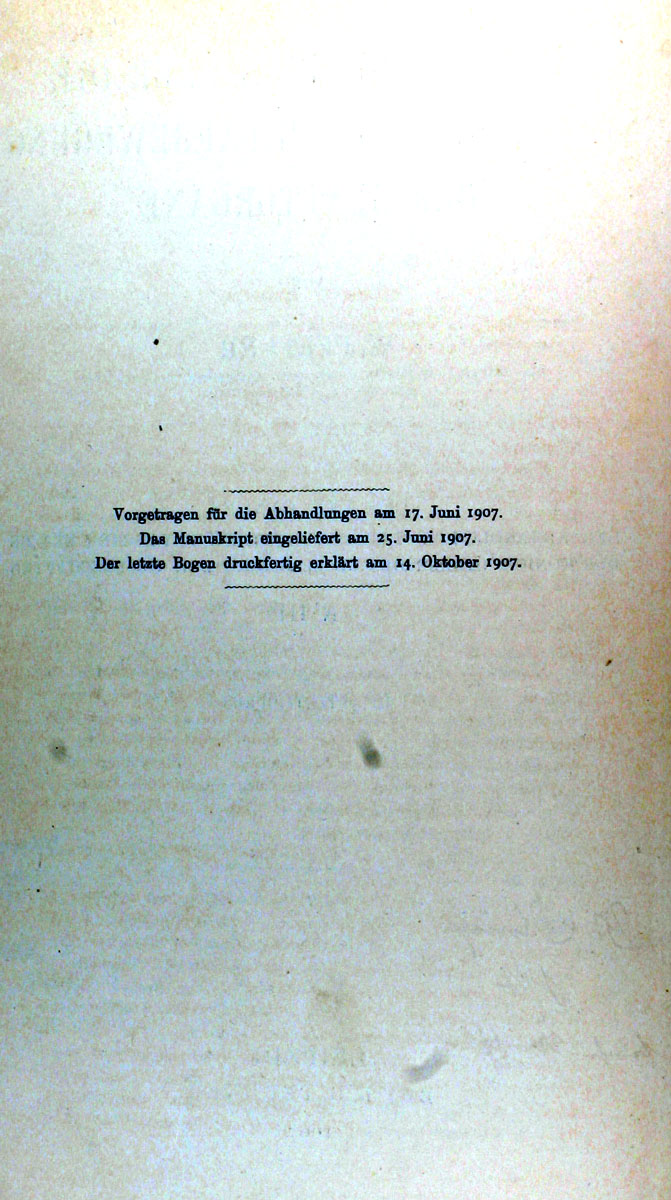 Vorgetragen für die Abhandlungen am 17. Juni 1907.
Das Manuskript eingeliefert am 25. Juni 1907.
Der letzte Bogen druckfertig erklärt am 14. Oktober 1907.